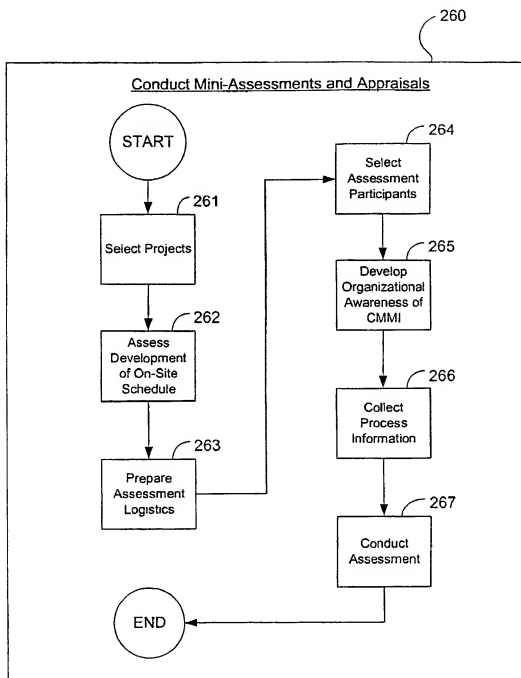 260
Conduct Mini-Assessments and Appraisals
START
261
Select Projects
262
Assess
Development
of On-Site
Schedule
263
Prepare
Assessment
Logistics
264
Select
Assessment
Participants
265
Develop
Organizational
Awareness of
CMMI
266
Collect
Process
Information
267
Conduct
Assessment
END